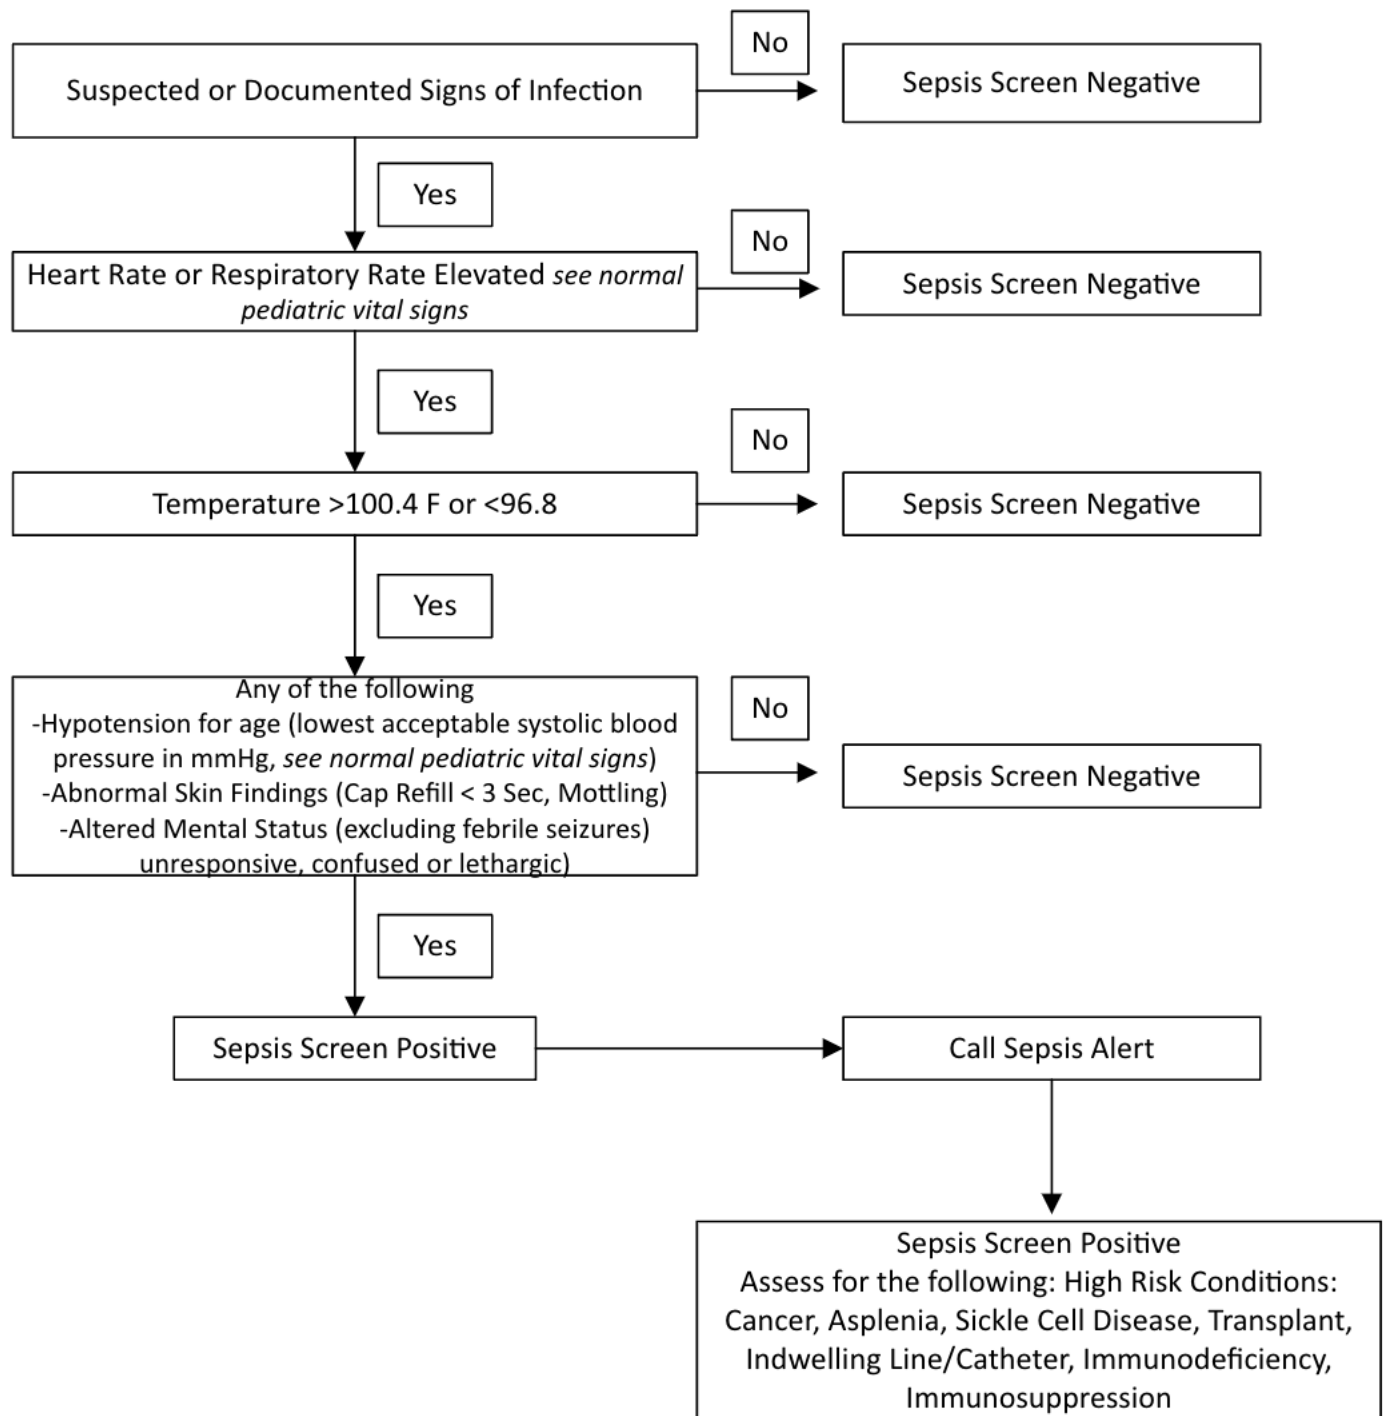 No
Suspected or Documented Signs of Infection
Sepsis Screen Negative
Yes
No
Heart Rate or Respiratory Rate Elevated see normal
pediatric vital signs
Sepsis Screen Negative
Yes
No
Temperature >100.4 F or <96.8
Sepsis Screen Negative
Yes
Any of the following
-Hypotension for age (lowest acceptable systolic blood
pressure in mmHg, see normal pediatric vital signs)
-Abnormal Skin Findings (Cap Refill < 3 Sec, Mottling)
-Altered Mental Status (excluding febrile seizures)
unresponsive, confused or lethargic)
No
Sepsis Screen Negative
Yes
Sepsis Screen Positive
Call Sepsis Alert
Sepsis Screen Positive
Assess for the following: High Risk Conditions:
Cancer, Asplenia, Sickle Cell Disease, Transplant,
Indwelling Line/Catheter, Immunodeficiency,
Immunosuppression